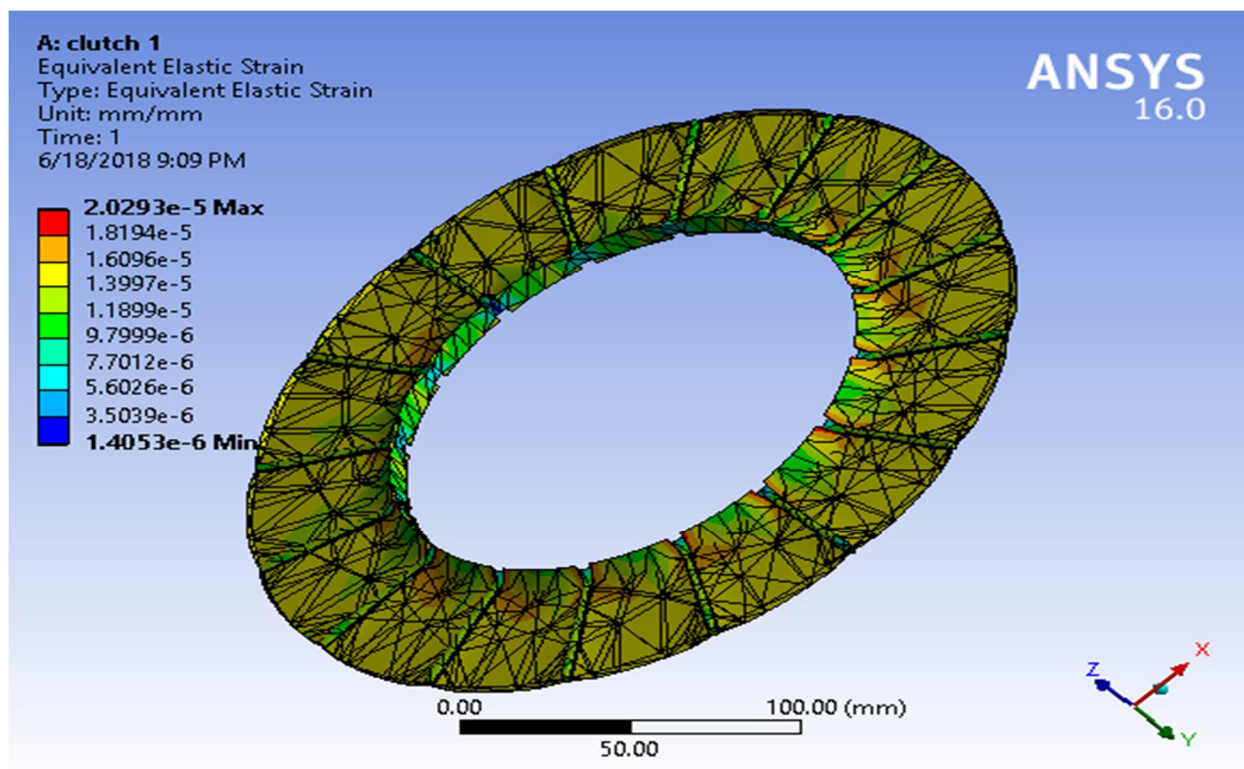 A: clutch 1
Equivalent Elastic Strain
Type: Equivalent Elastic Strain
Unit: mm/mm
Time: 1
6/18/2018 9:09 PM
ANSYS
16.0
2.0293e-5 Max
1.8194e-5
1.6096e-5
1.3997e-5
1.1899e-5
9.7999e-6
7.7012e-6
5.6026e-6
3.5039e-6
1.4053e-6 Min
0.00
100.00 (mm)
50.00
X
Z
Y